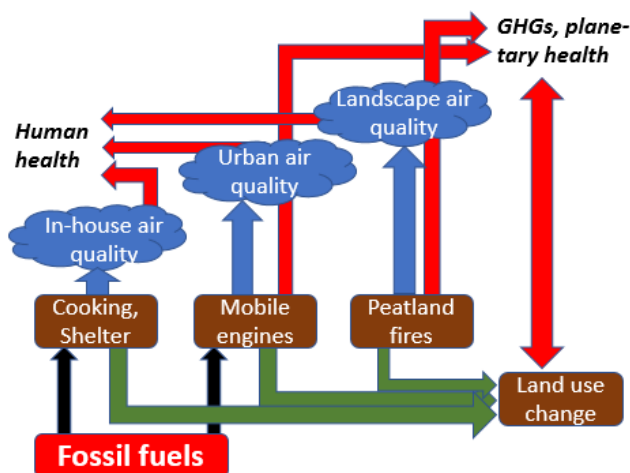 GHGs, plane-
tary health
Landscape air
quality
Human
health
Urban air
quality
In-house air
quality
Cooking,
Shelter
Mobile
engines
Peatland
fires
Land use
change
Fossil fuels